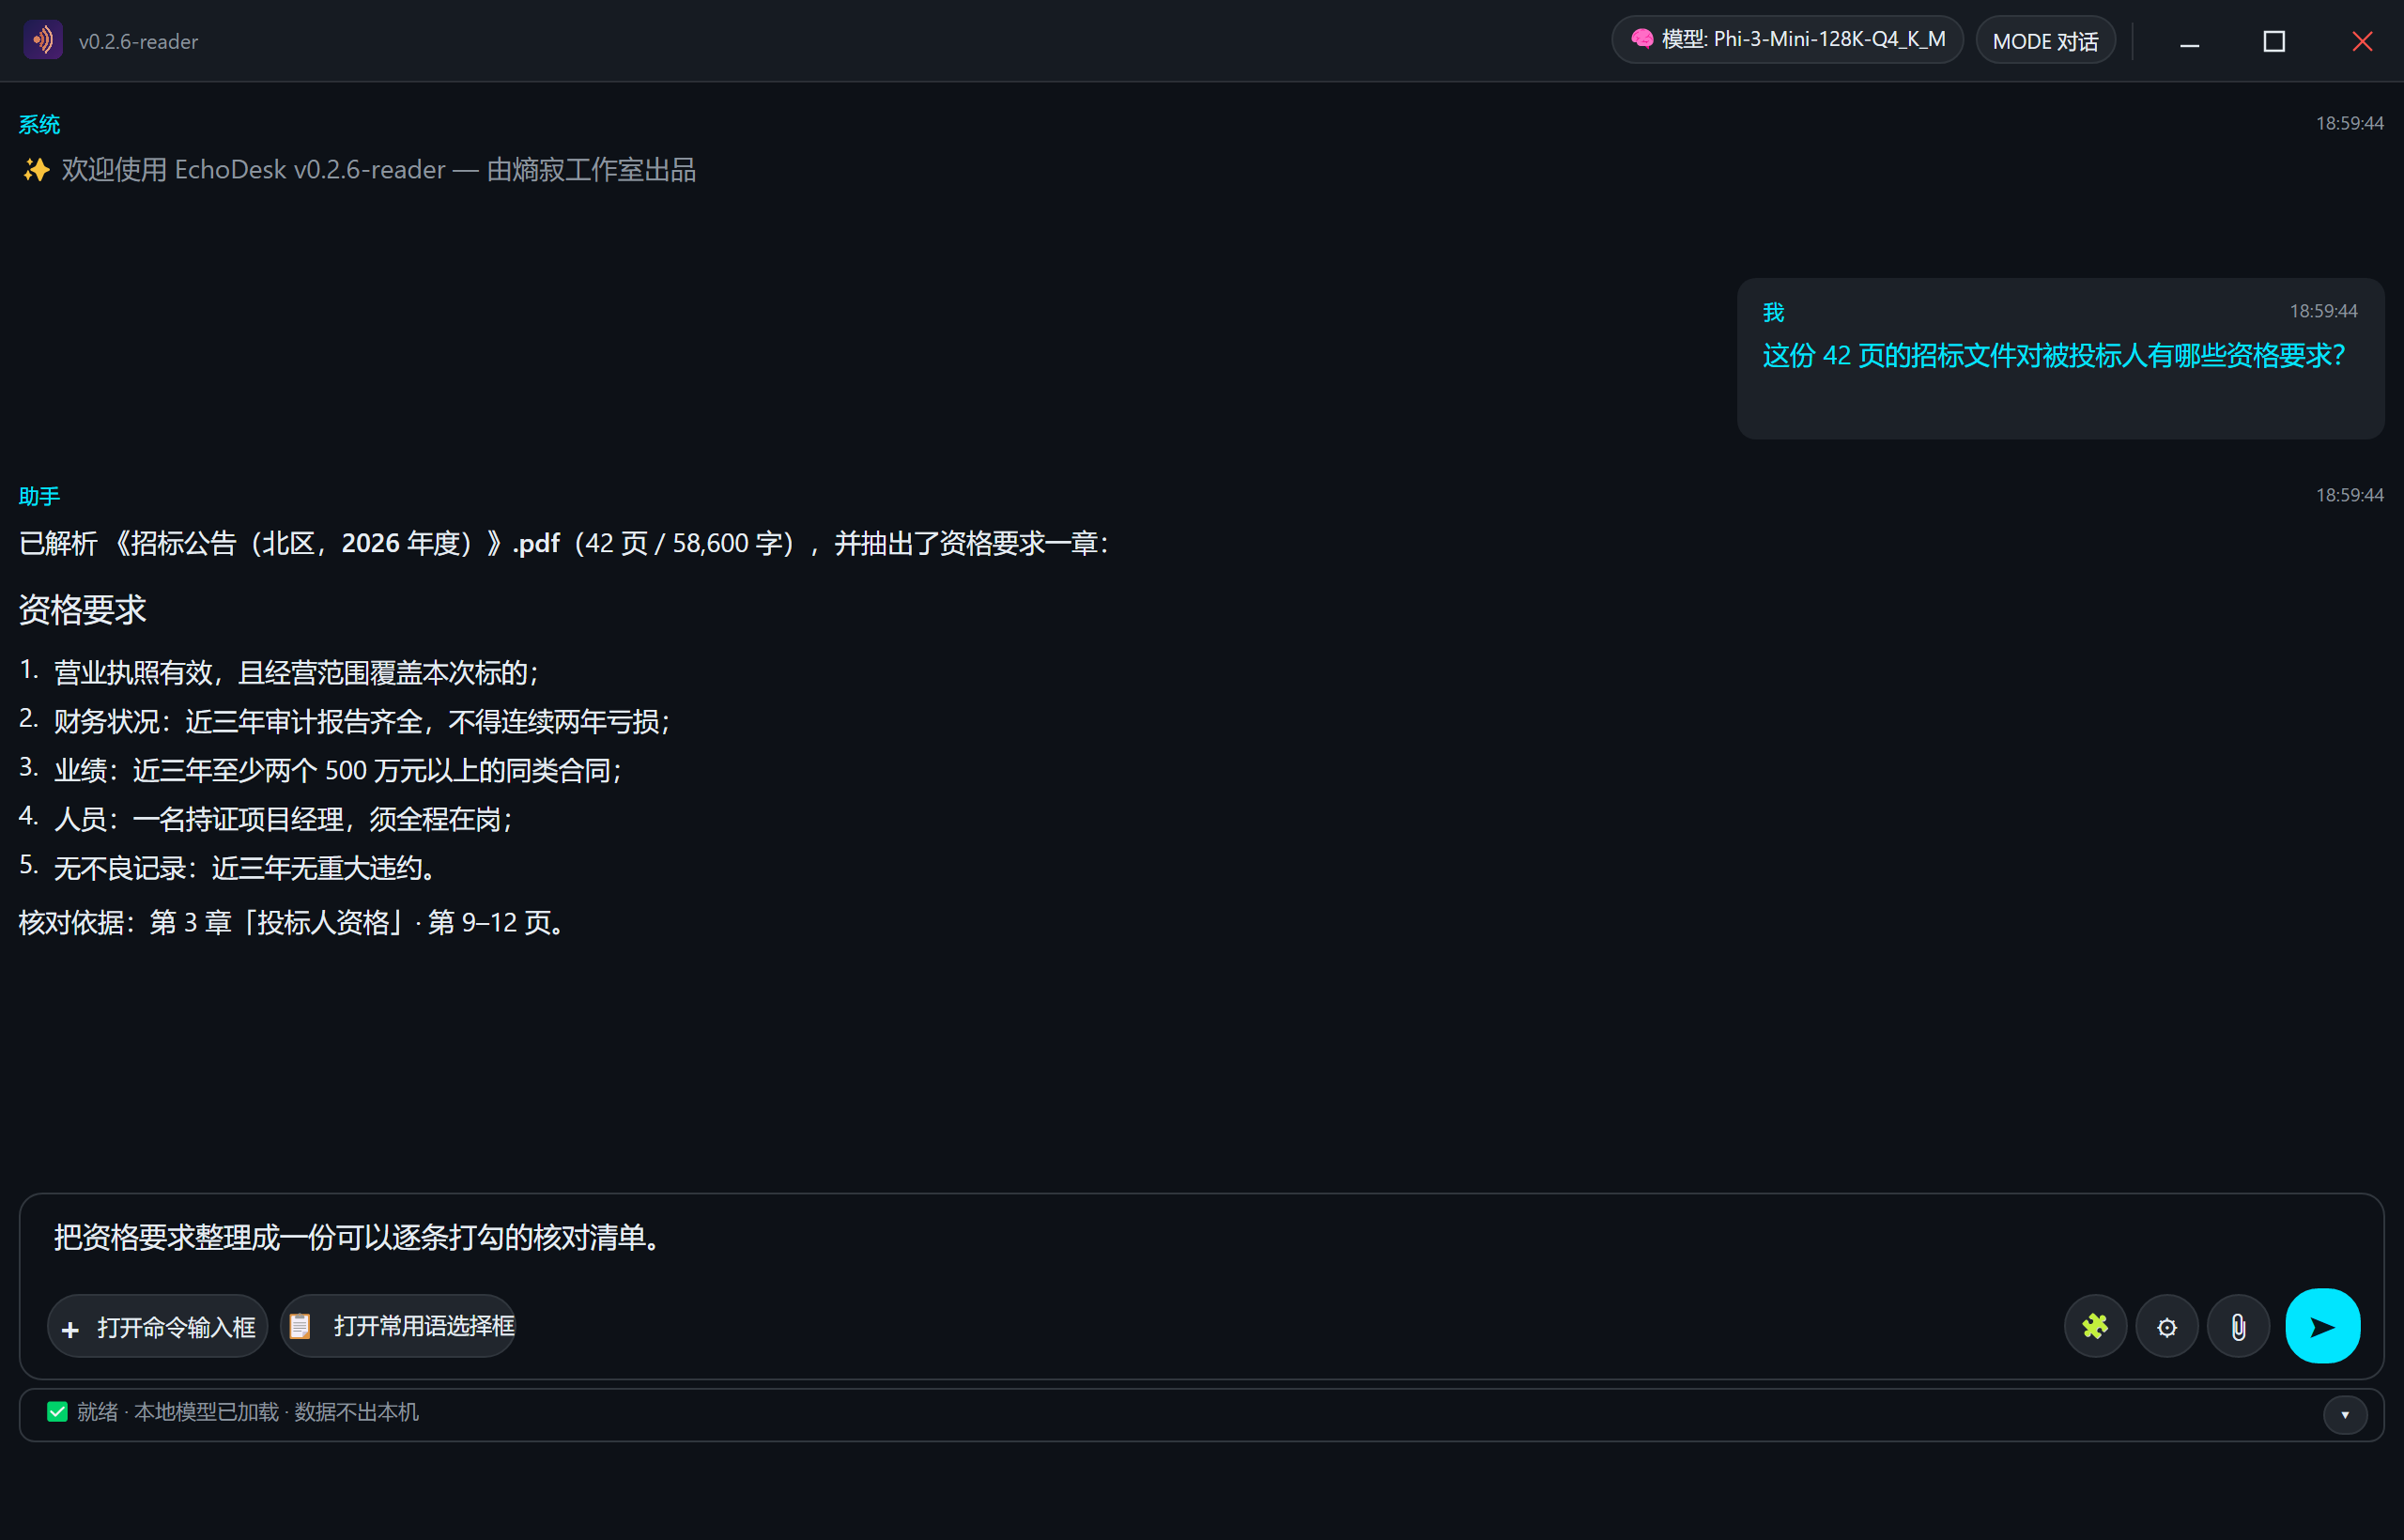 v0.2.6-reader
模型: Phi-3-Mini-128K-Q4_K_M
MODE 对话
系统
18:59:44
✨ 欢迎使用 EchoDesk v0.2.6-reader — 由熵寂工作室出品
我
18:59:44
这份 42 页的招标文件对被投标人有哪些资格要求？
助手
18:59:44
已解析 《招标公告（北区，2026 年度）》.pdf（42 页 / 58,600 字），并抽出了资格要求一章：
资格要求
1. 营业执照有效，且经营范围覆盖本次标的；
2. 财务状况：近三年审计报告齐全，不得连续两年亏损；
3. 业绩：近三年至少两个 500 万元以上的同类合同；
4. 人员：一名持证项目经理，须全程在岗；
5. 无不良记录：近三年无重大违约。
核对依据：第 3 章「投标人资格」· 第 9–12 页。
把资格要求整理成一份可以逐条打勾的核对清单。
+ 打开命令输入框
打开常用语选择框
就绪 · 本地模型已加载 · 数据不出本机